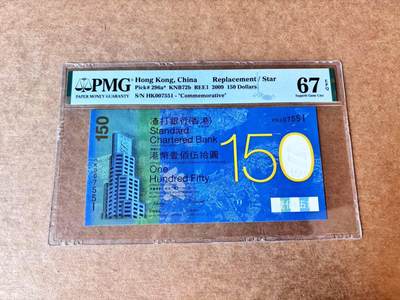 PMG
PAPER MONEY GUARANTY
Hong Kong, China Replacement / Star
Pick# 296a* KNB72b REE1 2009 150 Dollars
S/N HK007551 - "Commemorative"
67 EPQ
Superb Gem Unc
150
HK007551
渣打銀行(香港)
Standard
Chartered Bank
港幣壹佰伍拾圓
One
Hundred Fifty
150
HK007551